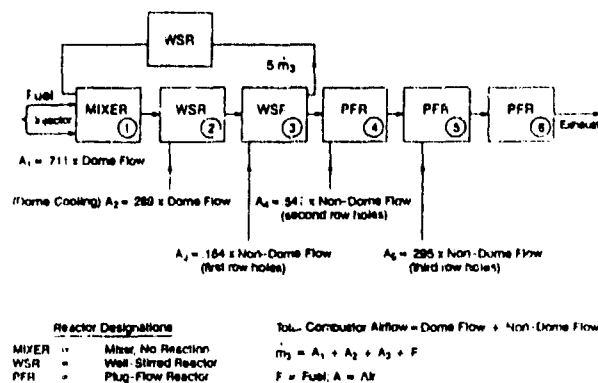 WSR
5 ṁ₃
Fuel
MIXER
1
WSR
2
WSR
3
PFR
4
PFR
5
PFR
6
Exhaust
A₁ = .711 x Dome Flow
(Dome Cooling) A₂ = .289 x Dome Flow
A₄ = x Non-Dome Flow
(second row holes)
A₃ = .164 x Non-Dome Flow
(first row holes)
= .295 x Non-Dome Flow
(third row holes)
Reactor Designations
MIXER = Mixer, No Reaction
WSR = Well-Stirred Reactor
PFR = Plug-Flow Reactor
Total Combustor Airflow = Dome Flow + Non-Dome Flow
ṁ₃ = A₁ + A₂ + A₃ + F
F = Fuel; A = Air